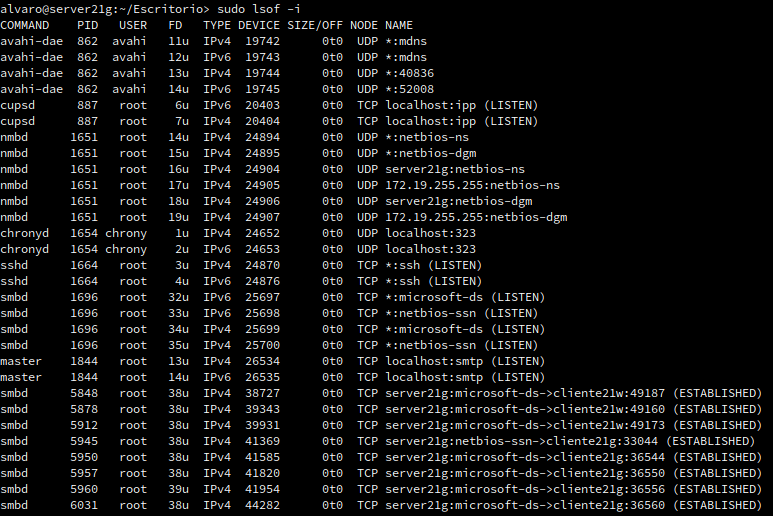 alvaro@server21g:~/Escritorio> sudo lsof -i
COMMAND PID USER FD TYPE DEVICE SIZE/OFF NODE NAME
avahi-dae 862 avahi 11u IPv4 19742 0t0 UDP *:mdns
avahi-dae 862 avahi 12u IPv6 19743 0t0 UDP *:mdns
avahi-dae 862 avahi 13u IPv4 19744 0t0 UDP *:40836
avahi-dae 862 avahi 14u IPv6 19745 0t0 UDP *:52008
cupsd 887 root 6u IPv6 20403 0t0 TCP localhost:ipp (LISTEN)
cupsd 887 root 7u IPv4 20404 0t0 TCP localhost:ipp (LISTEN)
nmbd 1651 root 14u IPv4 24894 0t0 UDP *:netbios-ns
nmbd 1651 root 15u IPv4 24895 0t0 UDP *:netbios-dgm
nmbd 1651 root 16u IPv4 24904 0t0 UDP server21g:netbios-ns
nmbd 1651 root 17u IPv4 24905 0t0 UDP 172.19.255.255:netbios-ns
nmbd 1651 root 18u IPv4 24906 0t0 UDP server21g:netbios-dgm
nmbd 1651 root 19u IPv4 24907 0t0 UDP 172.19.255.255:netbios-dgm
chronyd 1654 chrony 1u IPv4 24652 0t0 UDP localhost:323
chronyd 1654 chrony 2u IPv6 24653 0t0 UDP localhost:323
sshd 1664 root 3u IPv4 24870 0t0 TCP *:ssh (LISTEN)
sshd 1664 root 4u IPv6 24876 0t0 TCP *:ssh (LISTEN)
smbd 1696 root 32u IPv6 25697 0t0 TCP *:microsoft-ds (LISTEN)
smbd 1696 root 33u IPv6 25698 0t0 TCP *:netbios-ssn (LISTEN)
smbd 1696 root 34u IPv4 25699 0t0 TCP *:microsoft-ds (LISTEN)
smbd 1696 root 35u IPv4 25700 0t0 TCP *:netbios-ssn (LISTEN)
master 1844 root 13u IPv4 26534 0t0 TCP localhost:smtp (LISTEN)
master 1844 root 14u IPv6 26535 0t0 TCP localhost:smtp (LISTEN)
smbd 5848 root 38u IPv4 38727 0t0 TCP server21g:microsoft-ds->cliente21w:49187 (ESTABLISHED)
smbd 5878 root 38u IPv4 39343 0t0 TCP server21g:microsoft-ds->cliente21w:49160 (ESTABLISHED)
smbd 5912 root 38u IPv4 39931 0t0 TCP server21g:microsoft-ds->cliente21w:49173 (ESTABLISHED)
smbd 5945 root 38u IPv4 41369 0t0 TCP server21g:netbios-ssn->cliente21g:33044 (ESTABLISHED)
smbd 5950 root 38u IPv4 41585 0t0 TCP server21g:microsoft-ds->cliente21g:36544 (ESTABLISHED)
smbd 5957 root 38u IPv4 41820 0t0 TCP server21g:microsoft-ds->cliente21g:36550 (ESTABLISHED)
smbd 5960 root 39u IPv4 41954 0t0 TCP server21g:microsoft-ds->cliente21g:36556 (ESTABLISHED)
smbd 6031 root 38u IPv4 44282 0t0 TCP server21g:microsoft-ds->cliente21g:36560 (ESTABLISHED)